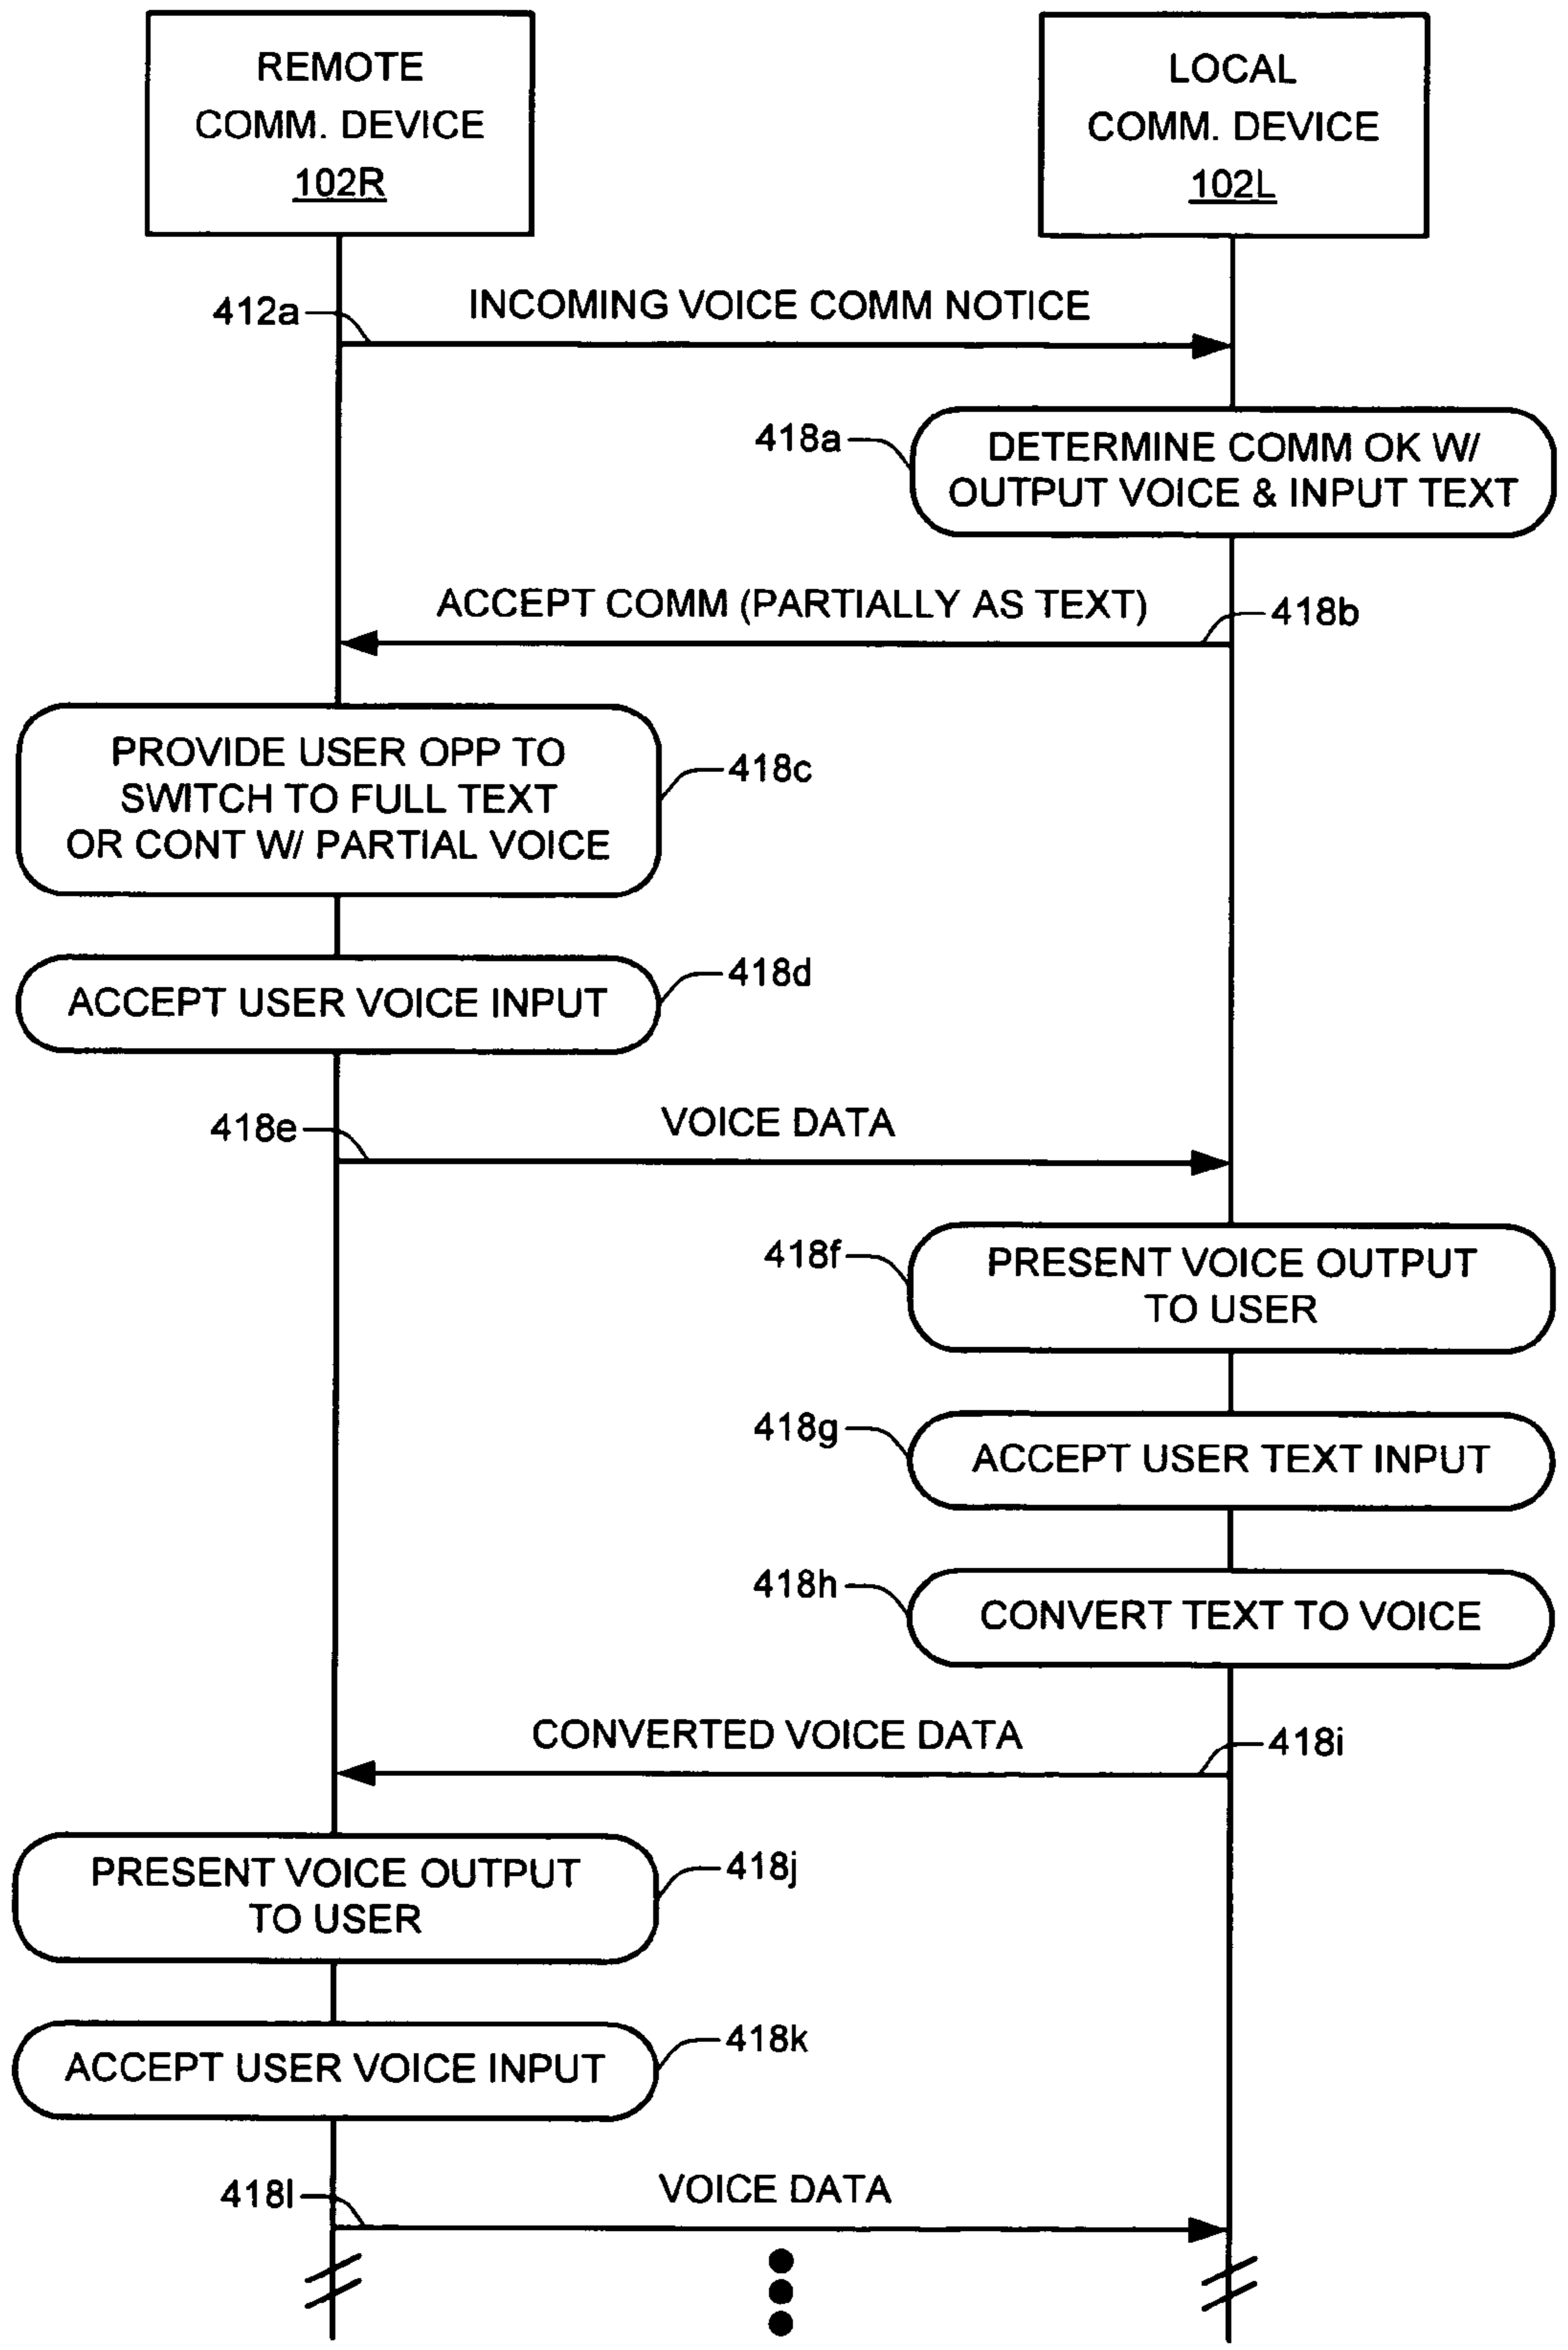 REMOTE
COMM. DEVICE
102R
LOCAL
COMM. DEVICE
102L
412a
INCOMING VOICE COMM NOTICE
418a
DETERMINE COMM OK W/
OUTPUT VOICE & INPUT TEXT
ACCEPT COMM (PARTIALLY AS TEXT)
418b
PROVIDE USER OPP TO
SWITCH TO FULL TEXT
OR CONT W/ PARTIAL VOICE
418c
ACCEPT USER VOICE INPUT
418d
418e
VOICE DATA
418f
PRESENT VOICE OUTPUT
TO USER
418g
ACCEPT USER TEXT INPUT
418h
CONVERT TEXT TO VOICE
CONVERTED VOICE DATA
418i
PRESENT VOICE OUTPUT
TO USER
418j
ACCEPT USER VOICE INPUT
418k
418l
VOICE DATA